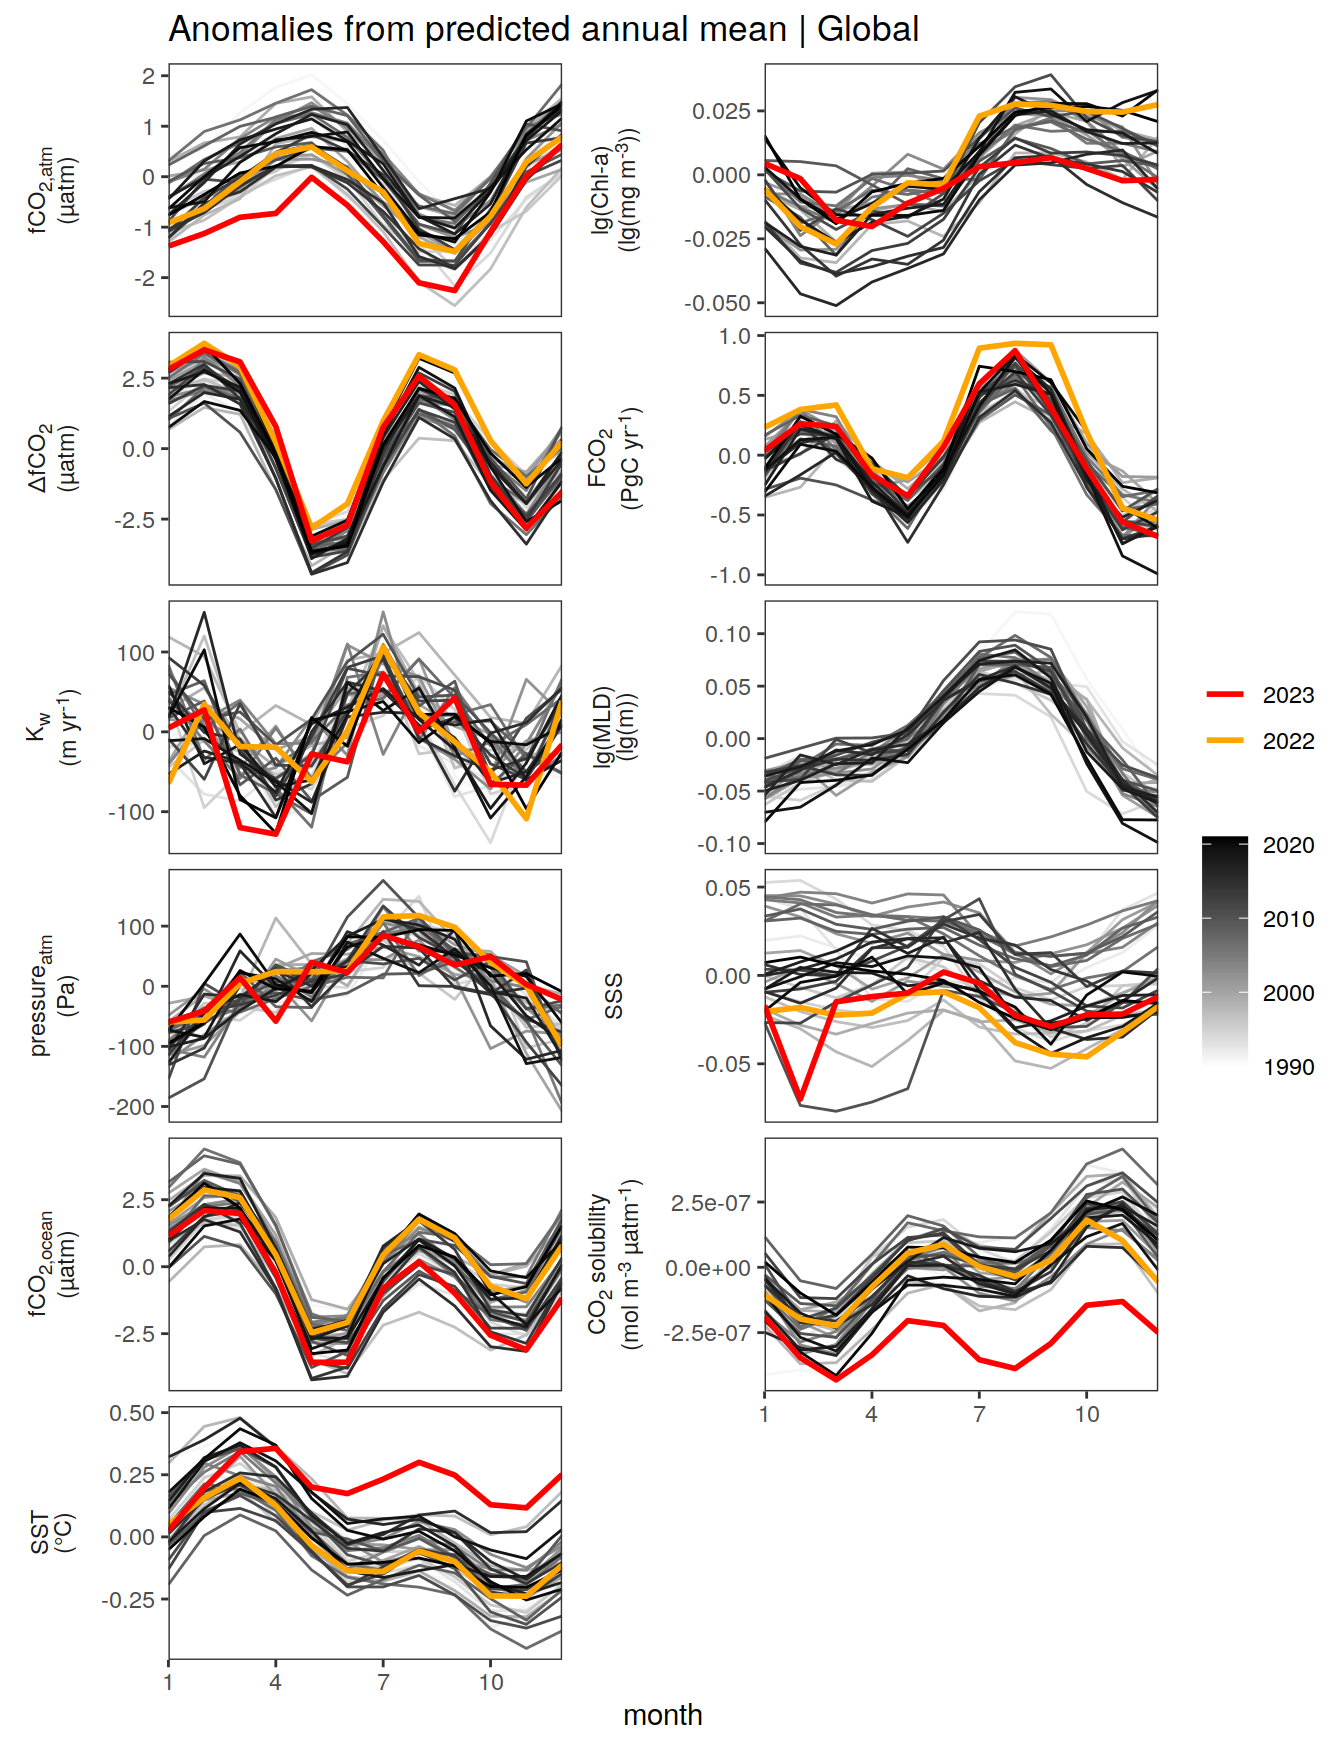 Anomalies from predicted annual mean | Global
fCO2,atm
(µatm)
2
1
0
-1
-2
lg(Chl-a)
(lg(mg m-3))
0.025
0.000
-0.025
-0.050
ΔfCO2
(µatm)
2.5
0.0
-2.5
FCO2
(PgC yr-1)
1.0
0.5
0.0
-0.5
-1.0
Kw
(m yr-1)
100
0
-100
lg(MLD)
(lg(m))
0.10
0.05
0.00
-0.05
-0.10
pressureatm
(Pa)
100
0
-100
-200
SSS
0.05
0.00
-0.05
fCO2,ocean
(µatm)
2.5
0.0
-2.5
CO2 solubility
(mol m-3 µatm-1)
2.5e-07
0.0e+00
-2.5e-07
1 4 7 10
SST
(°C)
0.50
0.25
0.00
-0.25
1 4 7 10
month
2023
2022
2020
2010
2000
1990